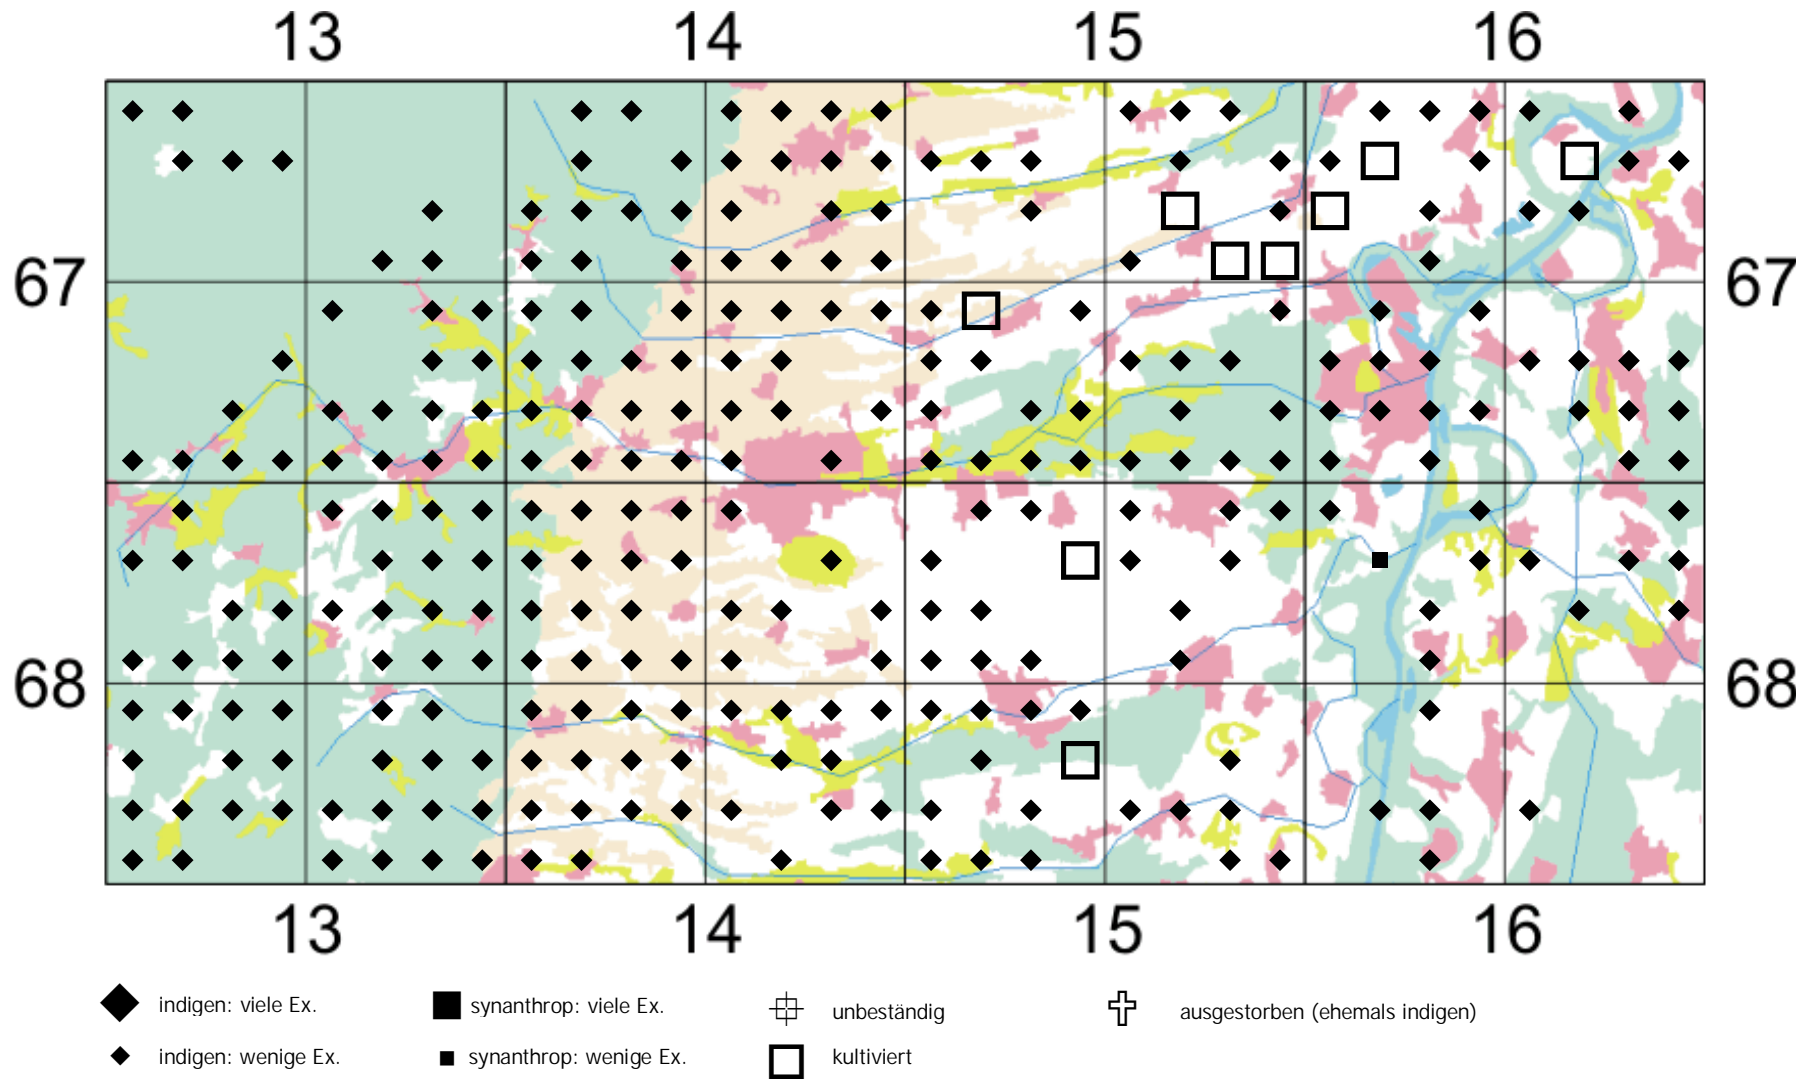 13 14 15 16
67 67
68 68
13 14 15 16
indigen: viele Ex. synanthrop: viele Ex. unbeständig ausgestorben (ehemals indigen)
indigen: wenige Ex. synanthrop: wenige Ex. kultiviert